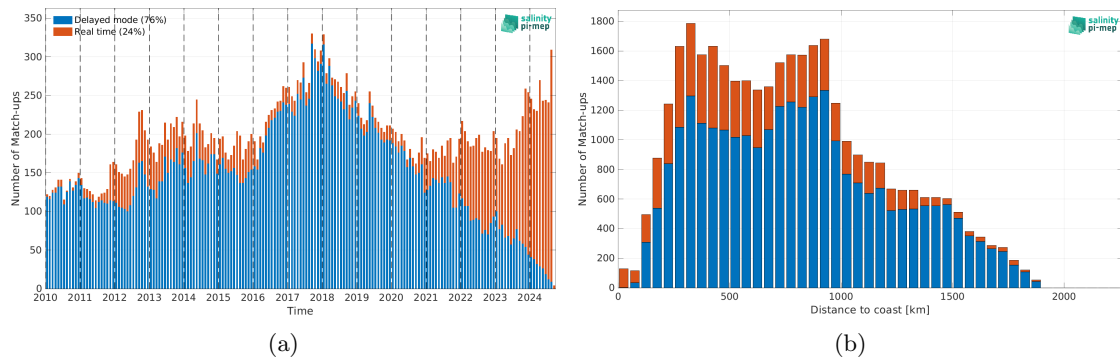 Delayed mode (76%)
Real time (24%)
salinity
pi-mep
Number of Match-ups
350
300
250
200
150
100
50
0
2010 2011 2012 2013 2014 2015 2016 2017 2018 2019 2020 2021 2022 2023 2024
Time
(a)
salinity
pi-mep
Number of Match-ups
1800
1600
1400
1200
1000
800
600
400
200
0
0 500 1000 1500 2000
Distance to coast [km]
(b)